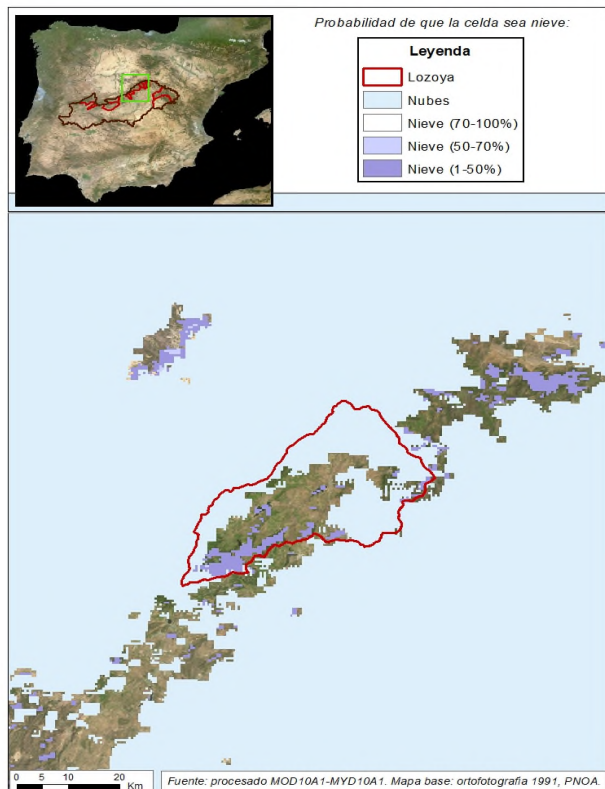 Probabilidad de que la celda sea nieve:
Leyenda
Lozoya
Nubes
Nieve (70-100%)
Nieve (50-70%)
Nieve (1-50%)
0 5 10 20
Km
Fuente: procesado MOD10A1-MYD10A1. Mapa base: ortofotografía 1991, PNOA.